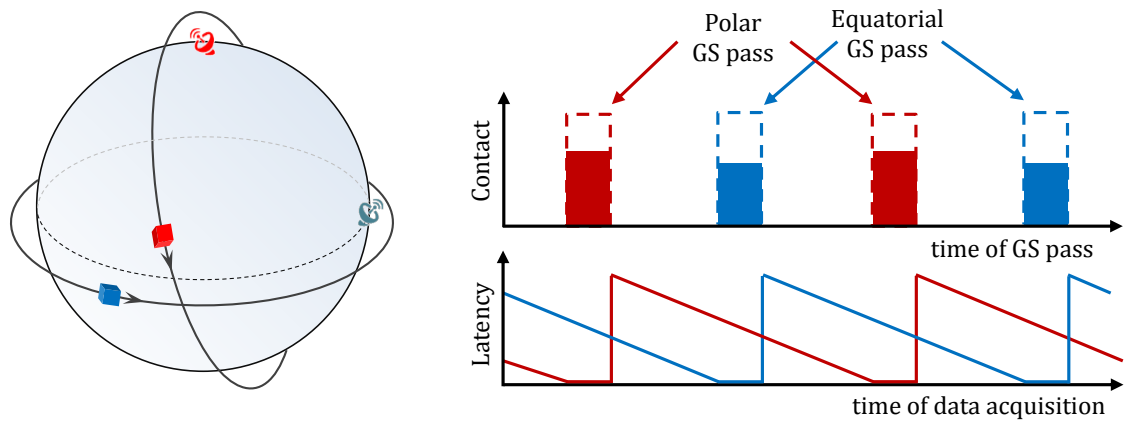 Polar
GS pass
Equatorial
GS pass
Contact
time of GS pass
Latency
time of data acquisition